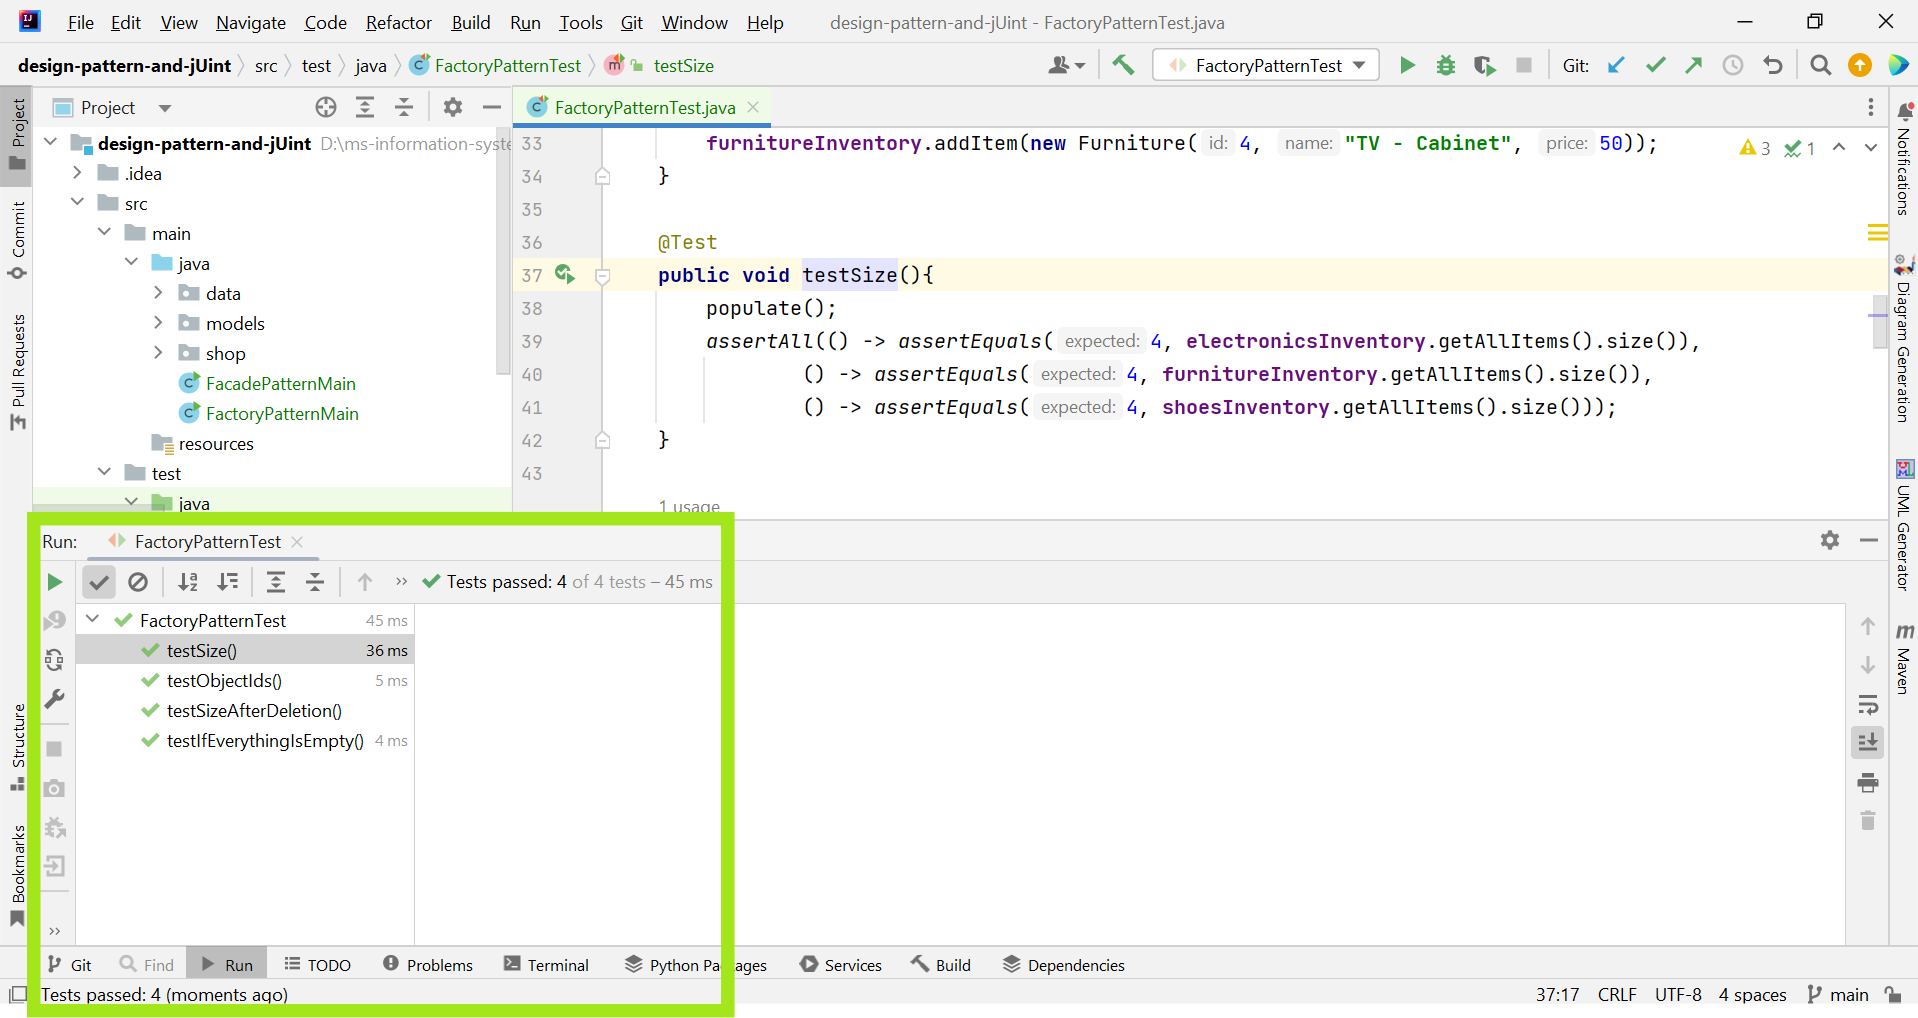 File Edit View Navigate Code Refactor Build Run Tools Git Window Help design-pattern-and-jUint - FactoryPatternTest.java
design-pattern-and-jUint src test java FactoryPatternTest testSize FactoryPatternTest Git:
Project FactoryPatternTest.java
design-pattern-and-jUint D:\ms-information-syste
.idea
src
main
java
data
models
shop
FacadePatternMain
FactoryPatternMain
resources
test
java
33 furnitureInventory.addItem(new Furniture( id: 4, name: "TV - Cabinet", price: 50)); 3 1
34 }
35
36 @Test
37 public void testSize(){
38 populate();
39 assertAll(() -> assertEquals( expected: 4, electronicsInventory.getAllItems().size()),
40 () -> assertEquals( expected: 4, furnitureInventory.getAllItems().size()),
41 () -> assertEquals( expected: 4, shoesInventory.getAllItems().size()));
42 }
43
1 usage
Project
Commit
Pull Requests
Structure
Bookmarks
Notifications
Diagram Generation
UML Generator
Maven
Run: FactoryPatternTest
Tests passed: 4 of 4 tests – 45 ms
FactoryPatternTest 45 ms
testSize() 36 ms
testObjectIds() 5 ms
testSizeAfterDeletion()
testIfEverythingIsEmpty() 4 ms
Git Find Run TODO Problems Terminal Python Services Build Dependencies
Tests passed: 4 (moments ago) 37:17 CRLF UTF-8 4 spaces main